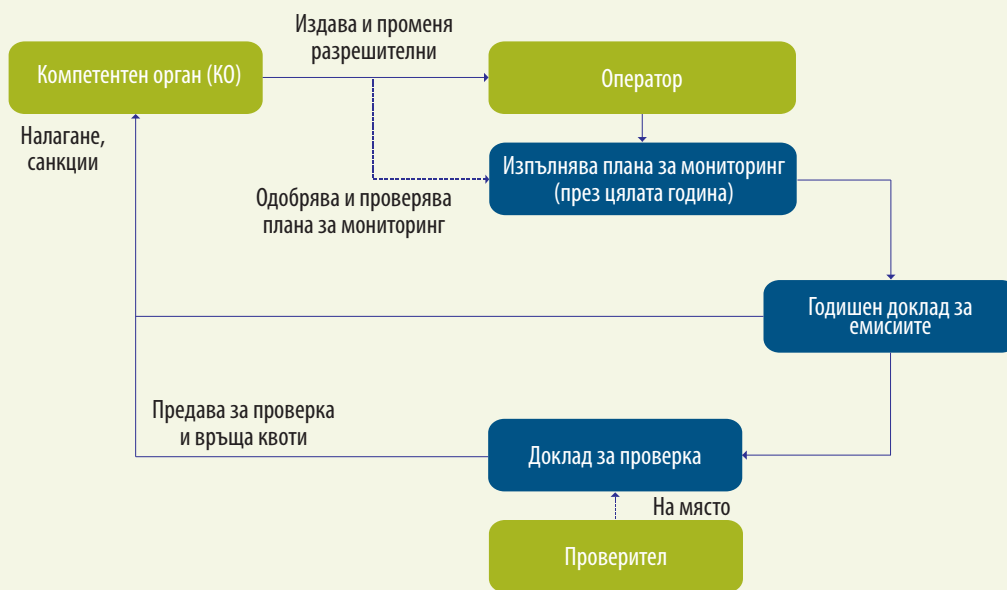 Издава и променя
разрешителни
Компетентен орган (КО)
Оператор
Налагане,
санкции
Изпълнява плана за мониторинг
(през цялата година)
Одобрява и проверява
плана за мониторинг
Годишен доклад за
емисиите
Предава за проверка
и връща квоти
Доклад за проверка
На място
Проверител